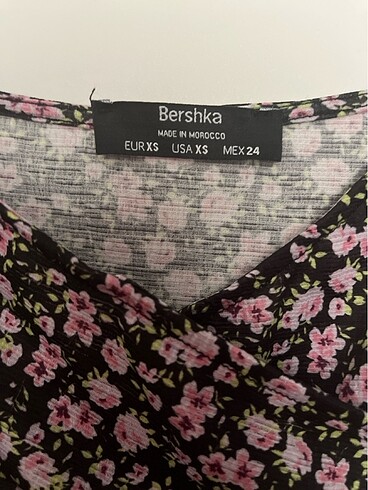 Bershka
MADE IN MOROCCO
EUR XS USA XS MEX 24